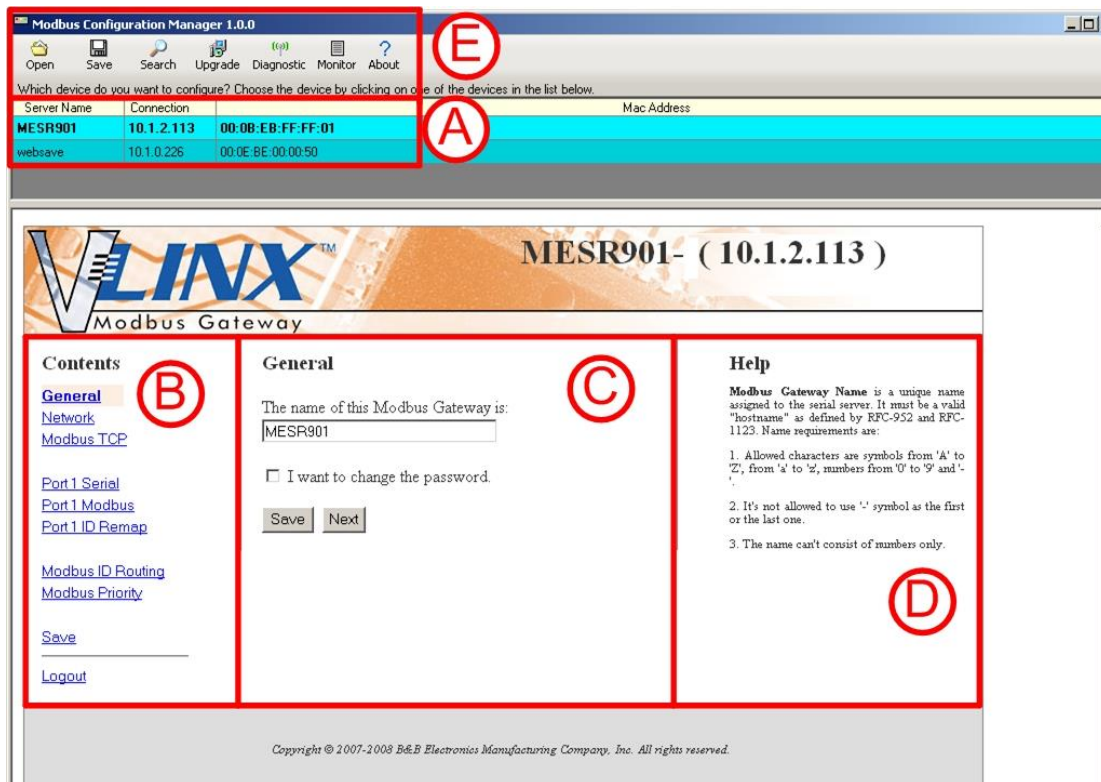 Modbus Configuration Manager 1.0.0
E
Open Save Search Upgrade Diagnostic Monitor About
Which device do you want to configure? Choose the device by clicking on one of the devices in the list below.
Server Name Connection Mac Address
MESR901 10.1.2.113 00:0B:EB:FF:FF:01
A
websave 10.1.0.226 00:0E:BE:00:00:50
VLINX™
Modbus Gateway
MESR901- ( 10.1.2.113 )
Contents
B
General
Network
Modbus TCP
Port1 Serial
Port1 Modbus
Port1 ID Remap
Modbus ID Routing
Modbus Priority
Save
Logout
General
C
The name of this Modbus Gateway is:
MESR901
I want to change the password.
Save Next
Help
Modbus Gateway Name is a unique name
assigned to the serial server. It must be a valid
"hostname" as defined by RFC-952 and RFC-
1123. Name requirements are:
1. Allowed characters are symbols from 'A' to
'Z', from 'a' to 'z', numbers from '0' to '9' and '-
'.
2. It's not allowed to use '-' symbol as the first
or the last one.
3. The name can't consist of numbers only.
D
Copyright © 2007-2008 B&B Electronics Manufacturing Company, Inc. All rights reserved.